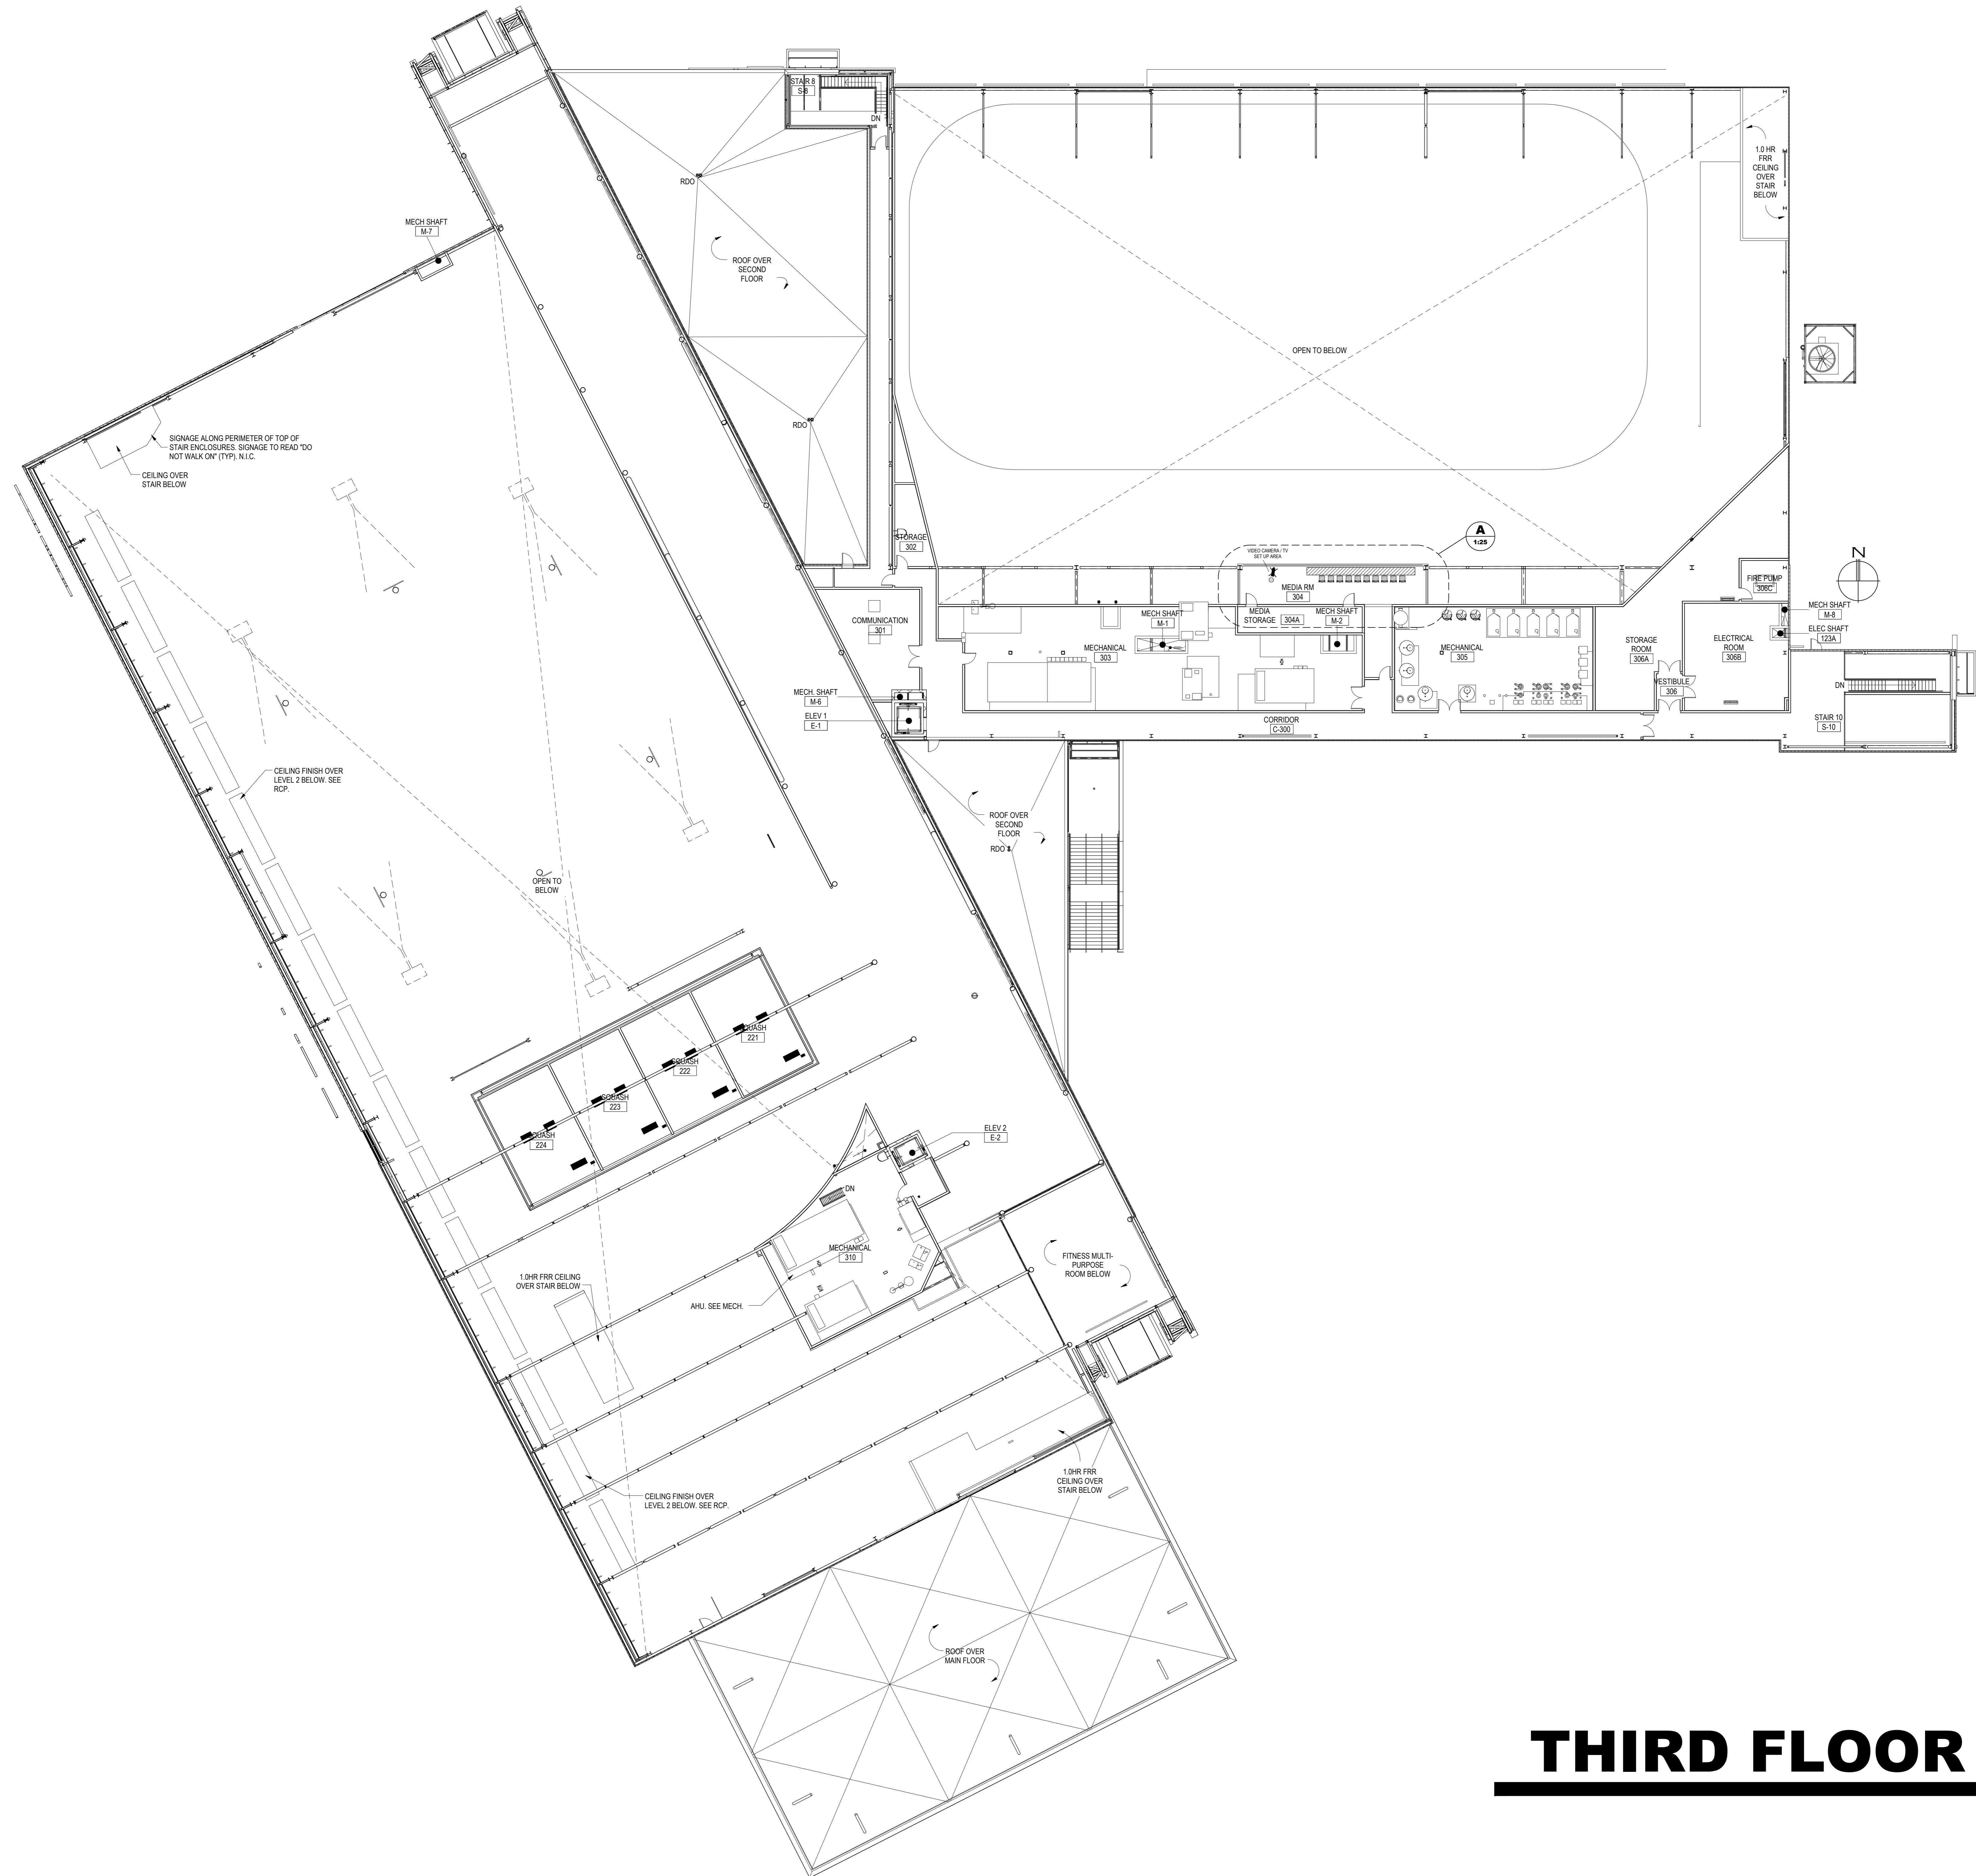 STAIR 8
S-8
DN
1.0 HR
FRR
CEILING
OVER
STAIR
BELOW
RDO
MECH SHAFT
M-7
ROOF OVER
SECOND
FLOOR
OPEN TO BELOW
RDO
SIGNAGE ALONG PERIMETER OF TOP OF
STAIR ENCLOSURES. SIGNAGE TO READ "DO
NOT WALK ON" (TYP). N.I.C.
CEILING OVER
STAIR BELOW
STORAGE
302
VIDEO CAMERA / TV
SET UP AREA
A
1:25
N
MEDIA RM
304
FIRE PUMP
306C
MECH SHAFT
M-8
ELEC SHAFT
123A
COMMUNICATION
301
MECH SHAFT
M-1
MEDIA
STORAGE
304A
MECH SHAFT
M-2
MECHANICAL
303
MECHANICAL
305
STORAGE
ROOM
306A
ELECTRICAL
ROOM
306B
VESTIBULE
306
DN
MECH. SHAFT
M-6
ELEV 1
E-1
CORRIDOR
C-300
STAIR 10
S-10
CEILING FINISH OVER
LEVEL 2 BELOW. SEE
RCP.
ROOF OVER
SECOND
FLOOR
RDO
OPEN TO
BELOW
SQUASH
221
SQUASH
222
SQUASH
223
SQUASH
224
ELEV 2
E-2
DN
MECHANICAL
310
FITNESS MULTI-
PURPOSE
ROOM BELOW
1.0HR FRR CEILING
OVER STAIR BELOW
AHU. SEE MECH.
1.0HR FRR
CEILING OVER
STAIR BELOW
CEILING FINISH OVER
LEVEL 2 BELOW. SEE RCP.
ROOF OVER
MAIN FLOOR
THIRD FLOOR